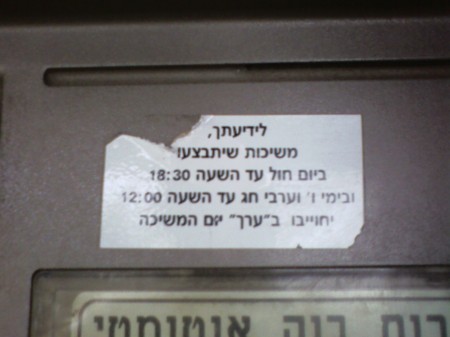 לידיעתך,
משיכות שיתבצעו
ביום חול עד השעה 18:30
ובימי ו' וערבי חג עד השעה 12:00
יחוייבו ב״ערך״ יום המשיכה
אוטומטי